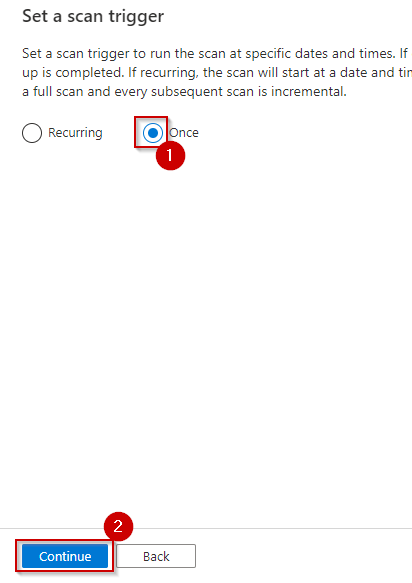 Set a scan trigger
Set a scan trigger to run the scan at specific dates and times. If
up is completed. If recurring, the scan will start at a date and
a full scan and every subsequent scan is incremental.
Recurring Once
1
2
Continue Back